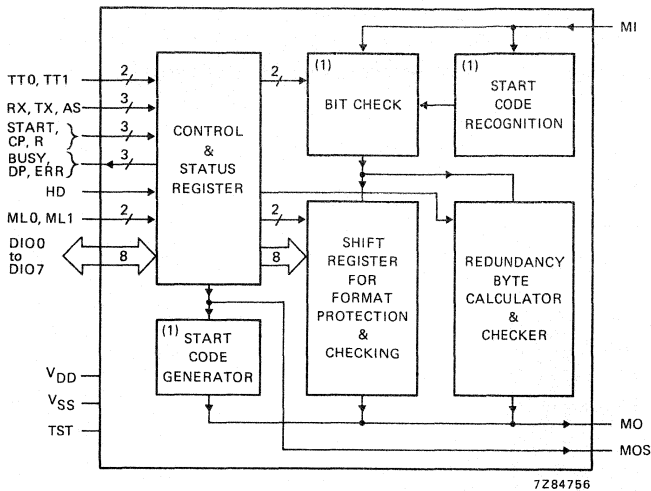 MI
TT0, TT1
2
RX, TX, AS
3
START,
CP, R
3
BUSY,
DP, ERR
3
HD
ML0, ML1
2
DIO0
to
DIO7
8
CONTROL
&
STATUS
REGISTER
2
(1)
BIT CHECK
(1)
START
CODE
RECOGNITION
2
8
SHIFT
REGISTER
FOR
FORMAT
PROTECTION
&
CHECKING
REDUNDANCY
BYTE
CALCULATOR
&
CHECKER
(1)
START
CODE
GENERATOR
VDD
VSS
TST
MO
MOS
7Z84756